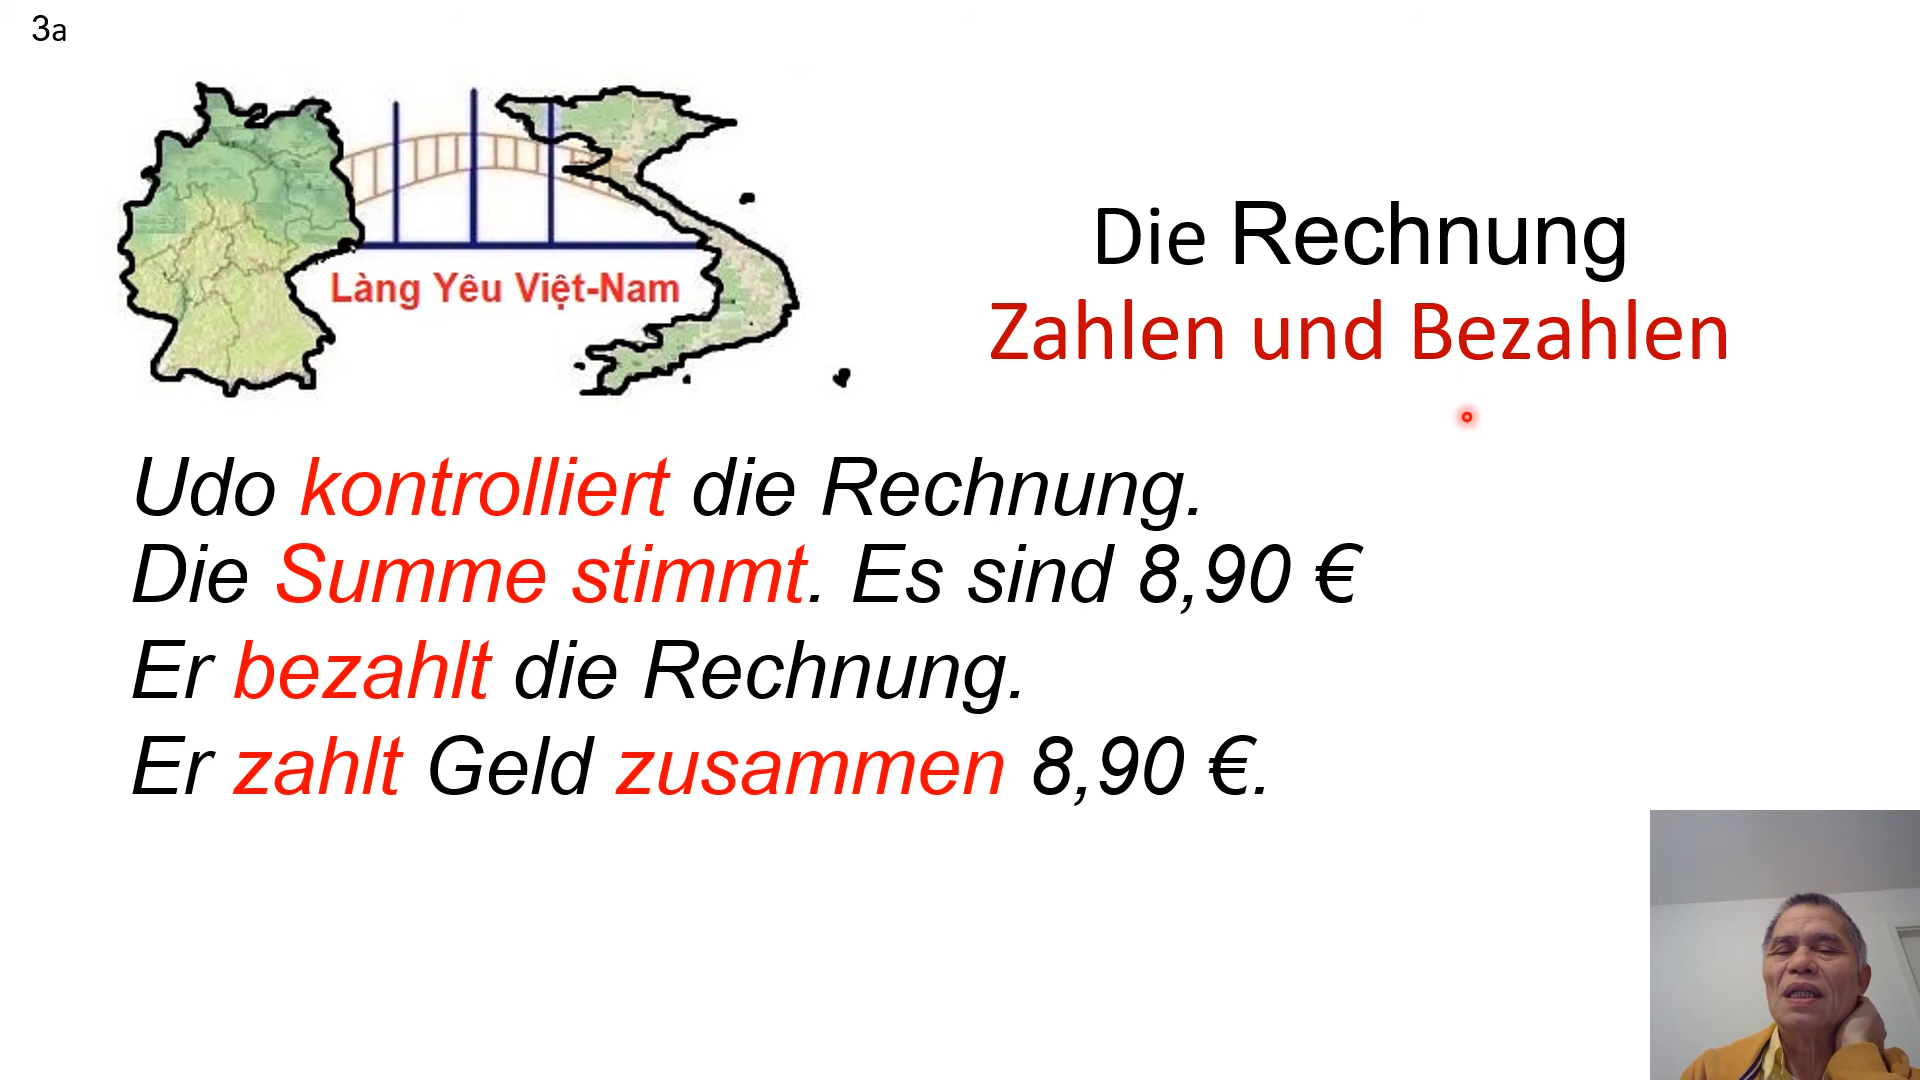 3a
Làng Yêu Việt-Nam
Die Rechnung
Zahlen und Bezahlen
Udo kontrolliert die Rechnung.
Die Summe stimmt. Es sind 8,90 €
Er bezahlt die Rechnung.
Er zahlt Geld zusammen 8,90 €.